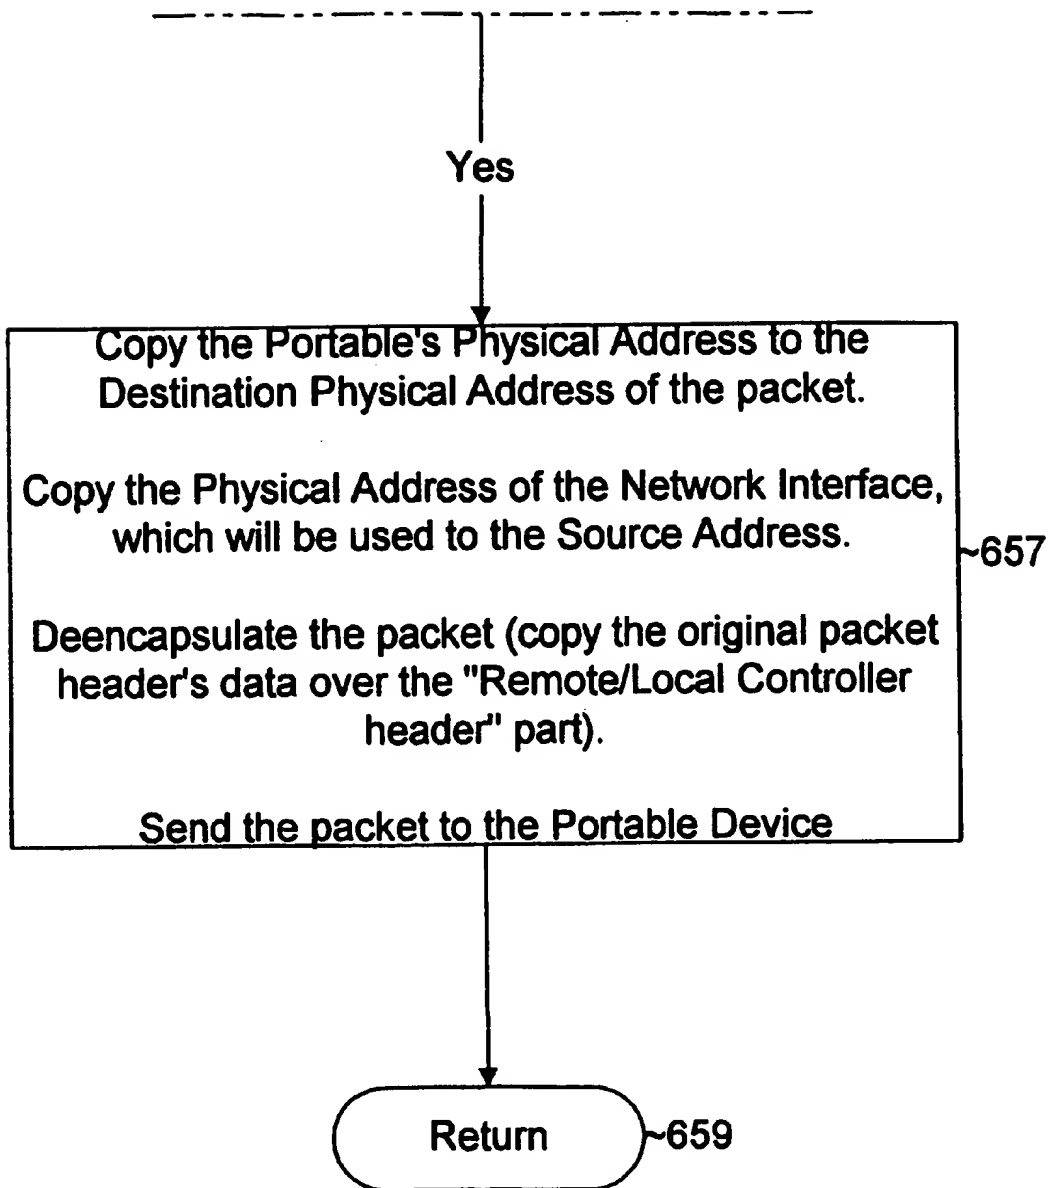 Yes
Copy the Portable's Physical Address to the
Destination Physical Address of the packet.
Copy the Physical Address of the Network Interface,
which will be used to the Source Address.
~657
Deencapsulate the packet (copy the original packet
header's data over the "Remote/Local Controller
header" part).
Send the packet to the Portable Device
Return
~659